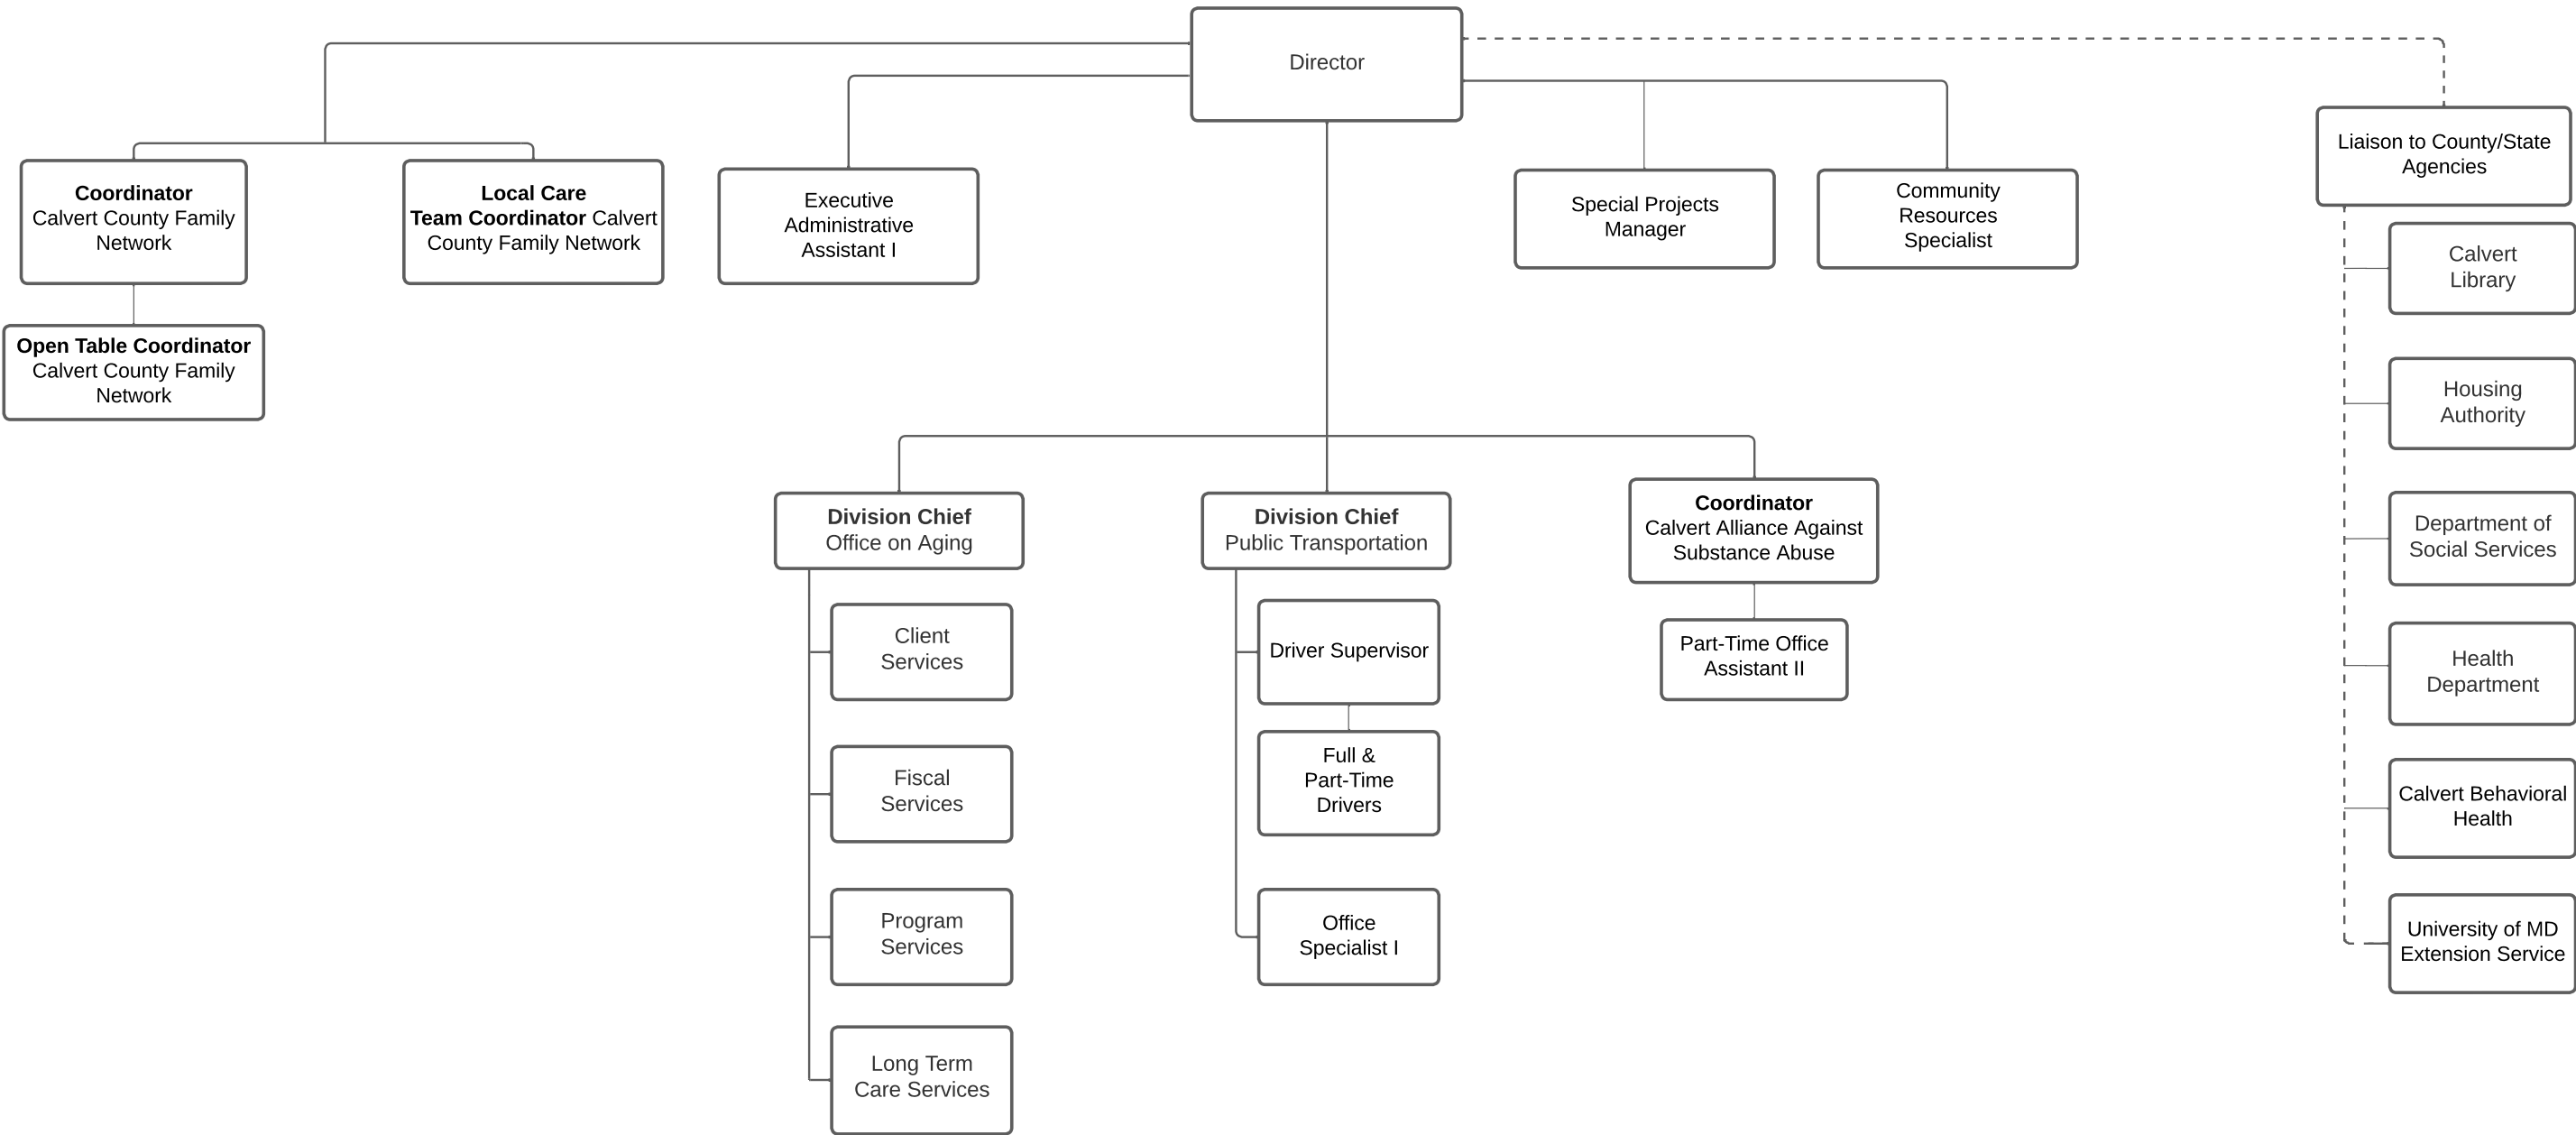 Director
Liaison to County/State
Agencies
Coordinator
Calvert County Family
Network
Local Care
Team Coordinator Calvert
County Family Network
Executive
Administrative
Assistant I
Special Projects
Manager
Community
Resources
Specialist
Open Table Coordinator
Calvert County Family
Network
Division Chief
Office on Aging
Client
Services
Fiscal
Services
Program
Services
Long Term
Care Services
Division Chief
Public Transportation
Driver Supervisor
Full &
Part-Time
Drivers
Office
Specialist I
Coordinator
Calvert Alliance Against
Substance Abuse
Part-Time Office
Assistant II
Calvert
Library
Housing
Authority
Department of
Social Services
Health
Department
Calvert Behavioral
Health
University of MD
Extension Service